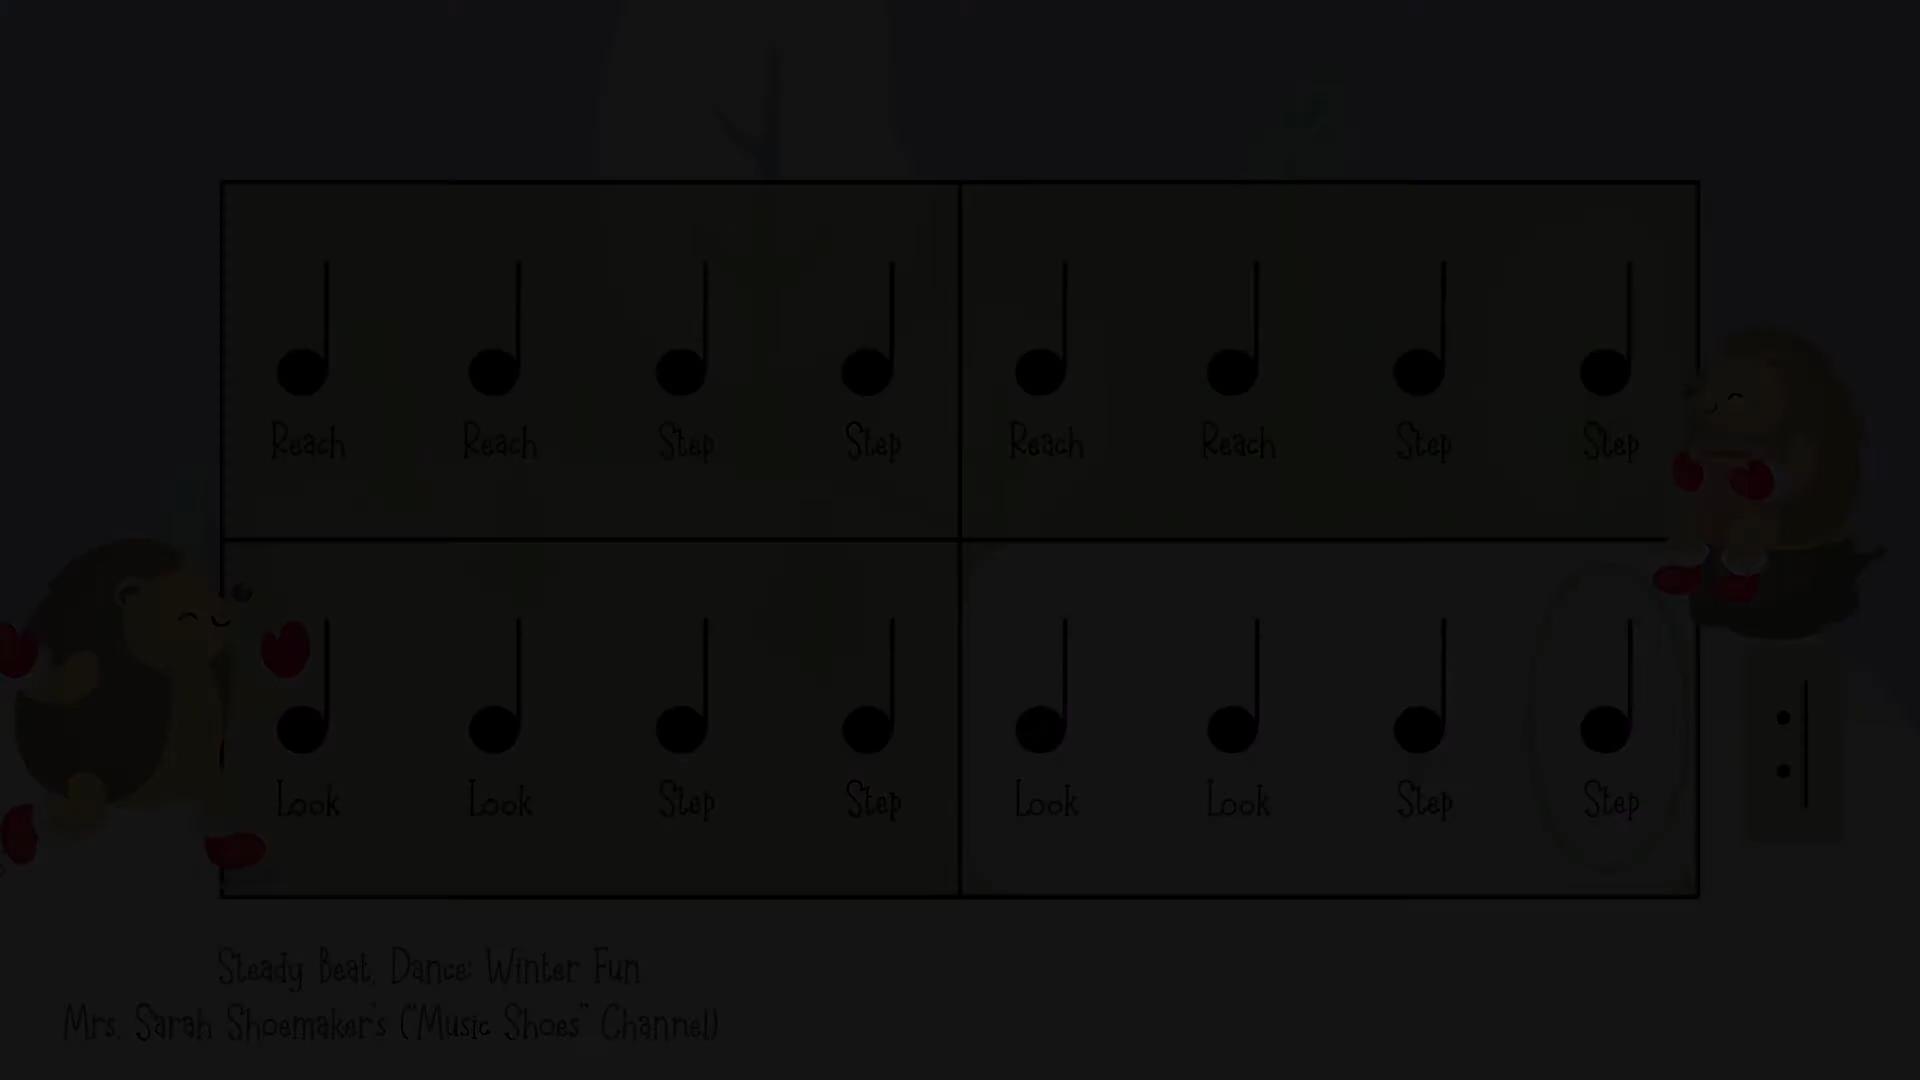 Reach Reach Step Step Reach Reach Step Step
Look Look Step Step Look Look Step Step
Steady Beat, Dance: Winter Fun
Mrs. Sarah Shoemaker's ("Music Shoes" Channel)